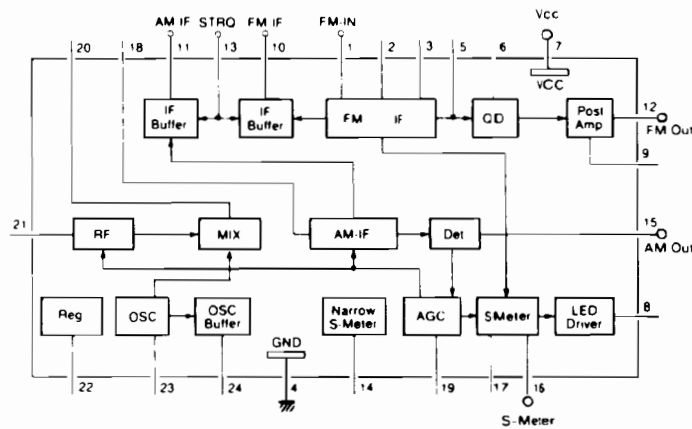 AM IF STRQ FM IF FM-IN Vcc
20 18 11 13 10 1 2 3 5 6 7
VCC
IF Buffer
IF Buffer
FM IF
QD
Post Amp
12
FM Out
9
21
RF
MIX
AM-IF
Det
15
AM Out
Reg
OSC
OSC Buffer
Narrow S-Meter
AGC
SMeter
LED Driver
8
GND
22 23 24 4 14 19 17 16
S-Meter